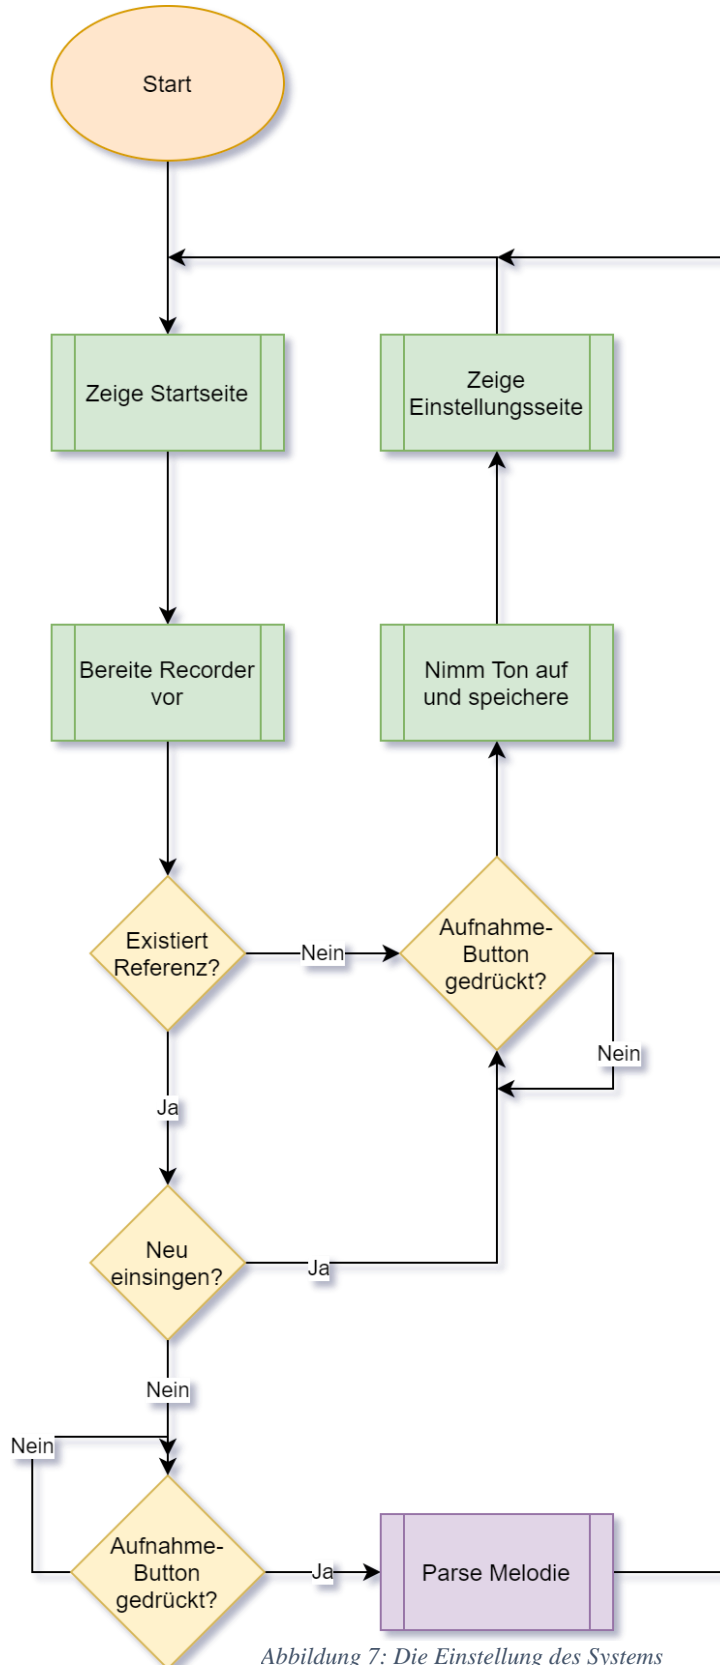 Start
Zeige Startseite
Zeige
Einstellungsseite
Bereite Recorder
vor
Nimm Ton auf
und speichere
Existiert
Referenz?
Nein
Aufnahme-
Button
gedrückt?
Nein
Ja
Neu
einsingen?
Ja
Nein
Nein
Aufnahme-
Button
gedrückt?
Ja
Parse Melodie
Abbildung 7: Die Einstellung des Systems